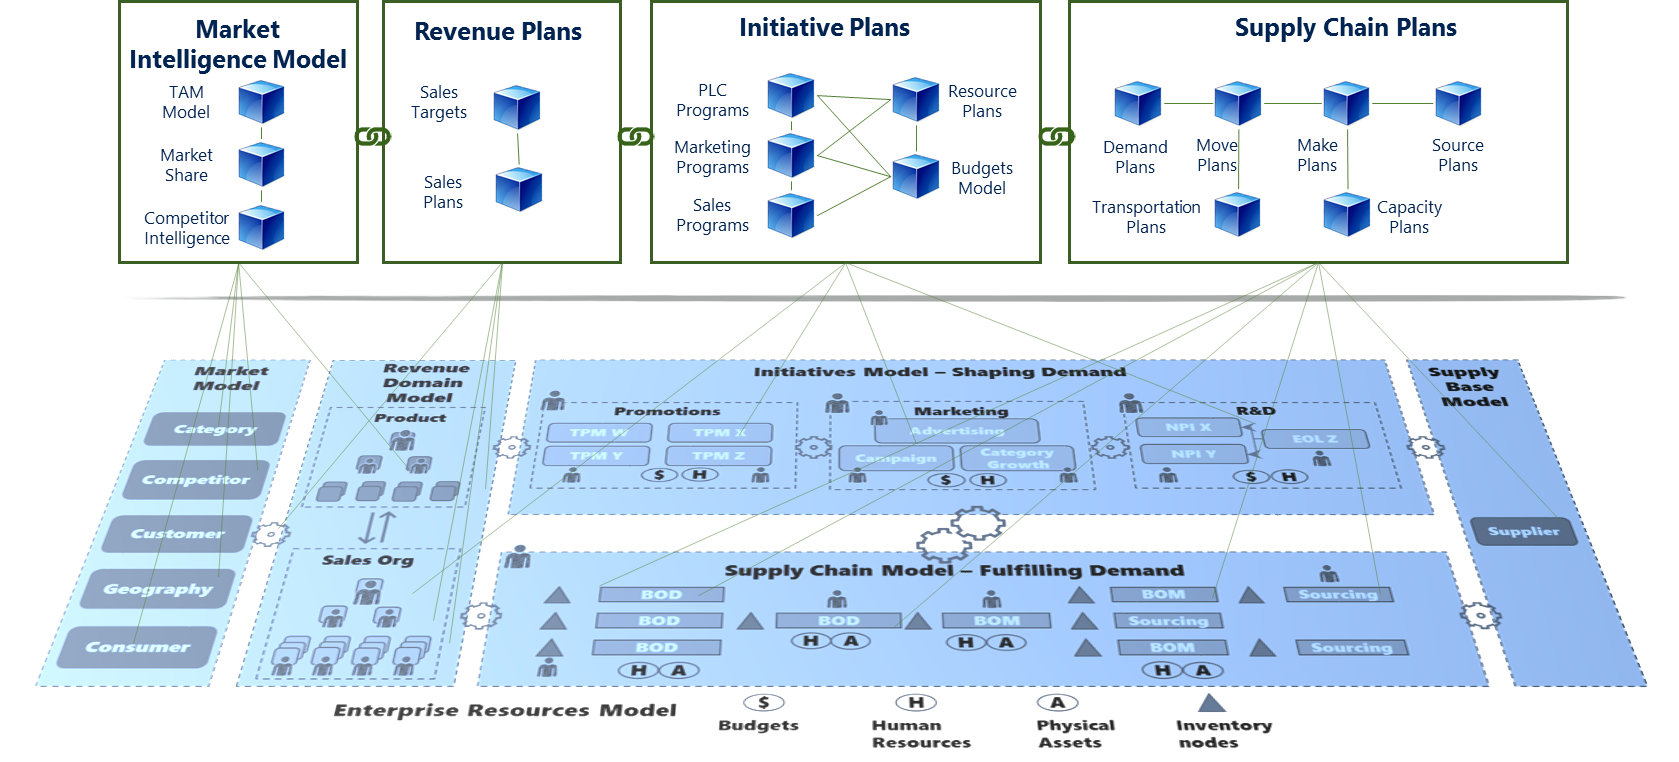 Market
Intelligence Model
TAM
Model
Market
Share
Competitor
Intelligence
Revenue Plans
Sales
Targets
Sales
Plans
Initiative Plans
PLC
Programs
Marketing
Programs
Sales
Programs
Resource
Plans
Budgets
Model
Supply Chain Plans
Demand
Plans
Move
Plans
Make
Plans
Source
Plans
Transportation
Plans
Capacity
Plans
Market
Model
Category
Competitor
Customer
Geography
Consumer
Revenue
Domain
Model
Product
Sales Org
Initiatives Model – Shaping Demand
Promotions
TPM W
TPM X
TPM Y
TPM Z
$ H
Marketing
Advertising
Campaign
Category
Growth
$ H
R&D
NPI X
EOL Z
NPI Y
$ H
Supply
Base
Model
Supplier
Supply Chain Model – Fulfilling Demand
BOD
BOM
Sourcing
BOD
BOD
BOM
Sourcing
H A
H A
BOD
BOM
Sourcing
H A
H A
Enterprise Resources Model
$
Budgets
H
Human
Resources
A
Physical
Assets
Inventory
nodes